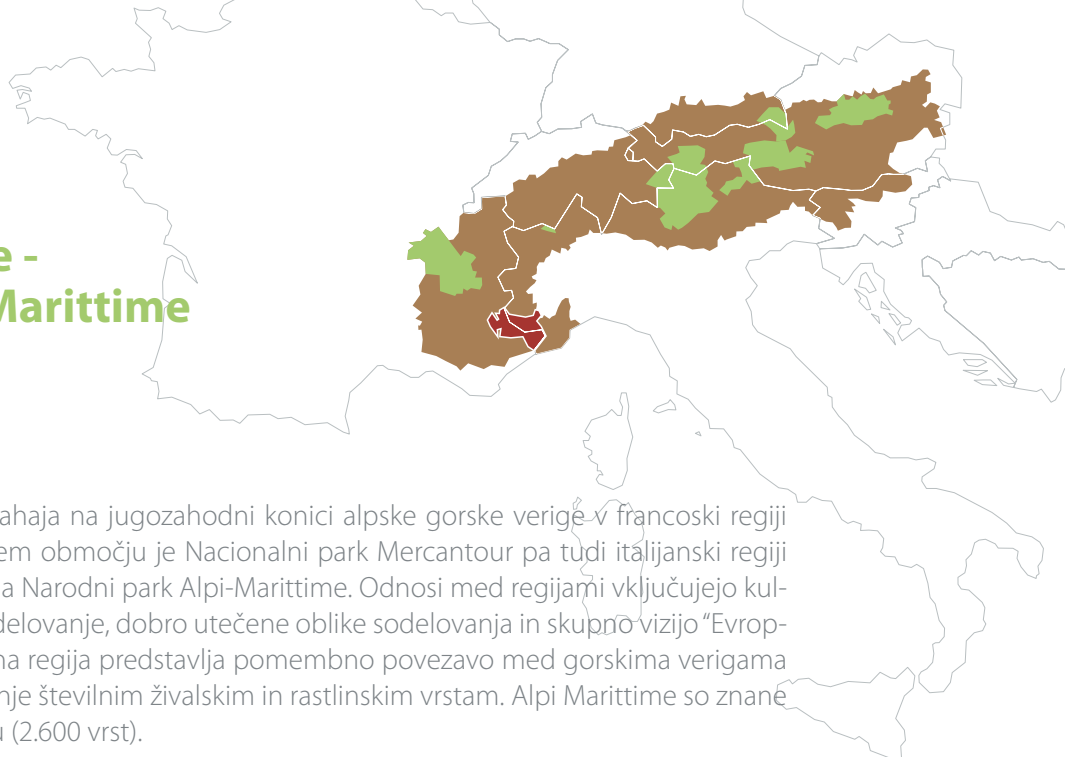 e -
Marittime
ahaja na jugozahodni konici alpske gorske verige v francoski regiji
em območju je Nacionalni park Mercantour pa tudi italijanski regiji
a Narodni park Alpi-Marittime. Odnosi med regijami vključujejo kul-
delovanje, dobro utečene oblike sodelovanja in skupno vizijo “Evrop-
na regija predstavlja pomembno povezavo med gorskima verigama
nje številnim živalskim in rastlinskim vrstam. Alpi Marittime so znane
u (2.600 vrst).